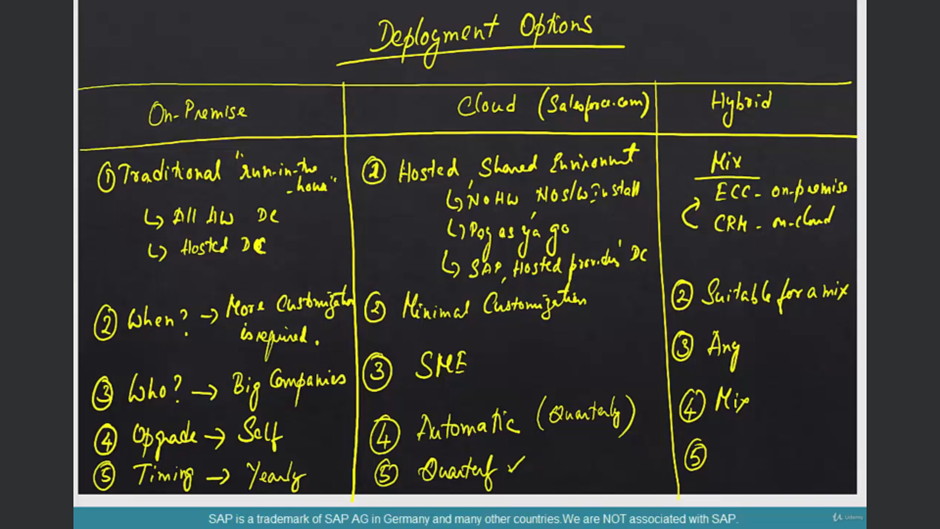 Deployment Options
On-Premise
Cloud (Salesforce.com)
Hybrid
① Traditional "run-in-the
-house".
↳ All HW DC
↳ Hosted DC
② When? → More Customization
is required.
③ Who? → Big Companies
④ Upgrade → Self
⑤ Timing → Yearly
① Hosted, Shared Environment
↳ No HW, No S/W install
↳ Pay as ya go
↳ SAP, Hosted provider's DC
② Minimal Customization
③ SME
④ Automatic (Quarterly)
⑤ Quarterly ✓
Mix
ECC - on-premise
CRM - on-cloud
② Suitable for a mix
③ Any
④ Mix
⑤
SAP is a trademark of SAP AG in Germany and many other countries.We are NOT associated with SAP.
Udemy